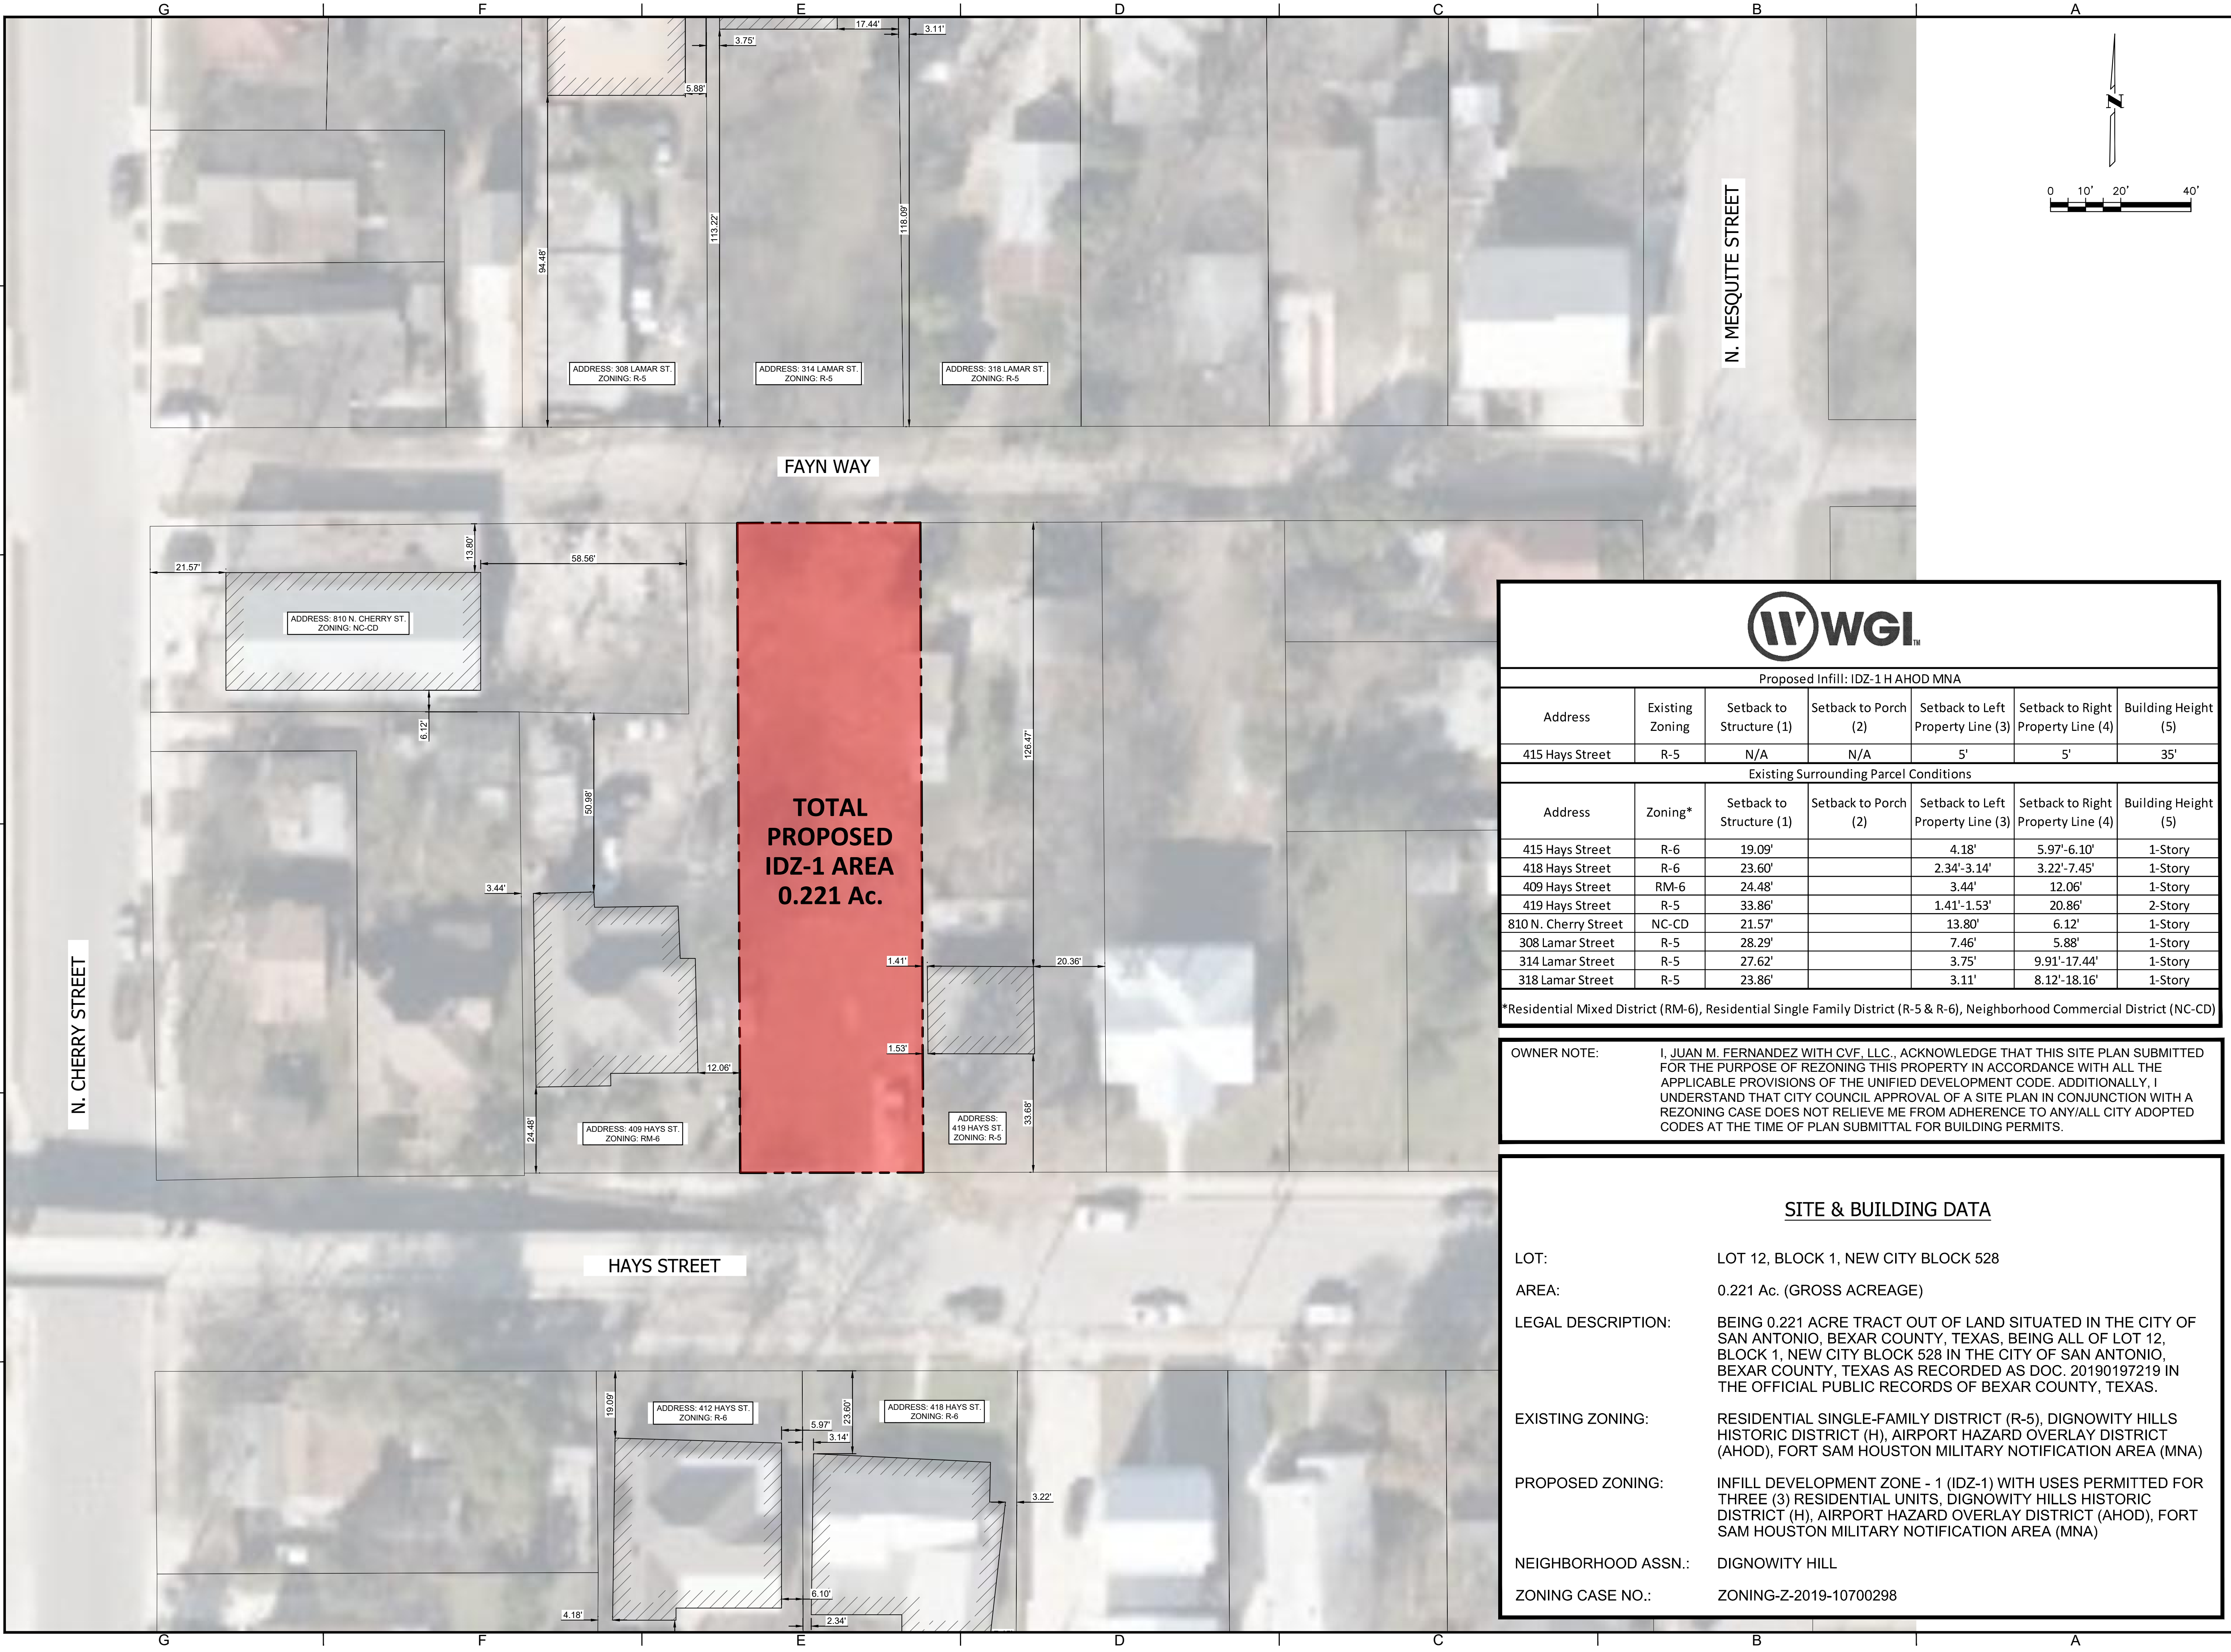 G F E D C B A
17.44'
3.11'
3.75'
5.88'
N
0 10' 20' 40'
94.48'
113.22'
118.09'
N. MESQUITE STREET
ADDRESS: 308 LAMAR ST.
ZONING: R-5
ADDRESS: 314 LAMAR ST.
ZONING: R-5
ADDRESS: 318 LAMAR ST.
ZONING: R-5
FAYN WAY
13.80'
58.56'
21.57'
ADDRESS: 810 N. CHERRY ST.
ZONING: NC-CD
6.12'
126.47'
50.98'
TOTAL
PROPOSED
IDZ-1 AREA
0.221 Ac.
3.44'
1.41'
20.36'
N. CHERRY STREET
1.53'
12.06'
24.48'
ADDRESS: 409 HAYS ST.
ZONING: RM-6
ADDRESS:
419 HAYS ST.
ZONING: R-5
33.68'
HAYS STREET
19.09'
ADDRESS: 412 HAYS ST.
ZONING: R-6
5.97'
3.14'
23.60'
ADDRESS: 418 HAYS ST.
ZONING: R-6
3.22'
6.10'
4.18'
2.34'
W WGI TM
Proposed Infill: IDZ-1 H AHOD MNA
Address | Existing Zoning | Setback to Structure (1) | Setback to Porch (2) | Setback to Left Property Line (3) | Setback to Right Property Line (4) | Building Height (5)
415 Hays Street | R-5 | N/A | N/A | 5' | 5' | 35'
Existing Surrounding Parcel Conditions
Address | Zoning* | Setback to Structure (1) | Setback to Porch (2) | Setback to Left Property Line (3) | Setback to Right Property Line (4) | Building Height (5)
415 Hays Street | R-6 | 19.09' | | 4.18' | 5.97'-6.10' | 1-Story
418 Hays Street | R-6 | 23.60' | | 2.34'-3.14' | 3.22'-7.45' | 1-Story
409 Hays Street | RM-6 | 24.48' | | 3.44' | 12.06' | 1-Story
419 Hays Street | R-5 | 33.86' | | 1.41'-1.53' | 20.86' | 2-Story
810 N. Cherry Street | NC-CD | 21.57' | | 13.80' | 6.12' | 1-Story
308 Lamar Street | R-5 | 28.29' | | 7.46' | 5.88' | 1-Story
314 Lamar Street | R-5 | 27.62' | | 3.75' | 9.91'-17.44' | 1-Story
318 Lamar Street | R-5 | 23.86' | | 3.11' | 8.12'-18.16' | 1-Story
*Residential Mixed District (RM-6), Residential Single Family District (R-5 & R-6), Neighborhood Commercial District (NC-CD)
OWNER NOTE: I, JUAN M. FERNANDEZ WITH CVF, LLC., ACKNOWLEDGE THAT THIS SITE PLAN SUBMITTED
FOR THE PURPOSE OF REZONING THIS PROPERTY IN ACCORDANCE WITH ALL THE
APPLICABLE PROVISIONS OF THE UNIFIED DEVELOPMENT CODE. ADDITIONALLY, I
UNDERSTAND THAT CITY COUNCIL APPROVAL OF A SITE PLAN IN CONJUNCTION WITH A
REZONING CASE DOES NOT RELIEVE ME FROM ADHERENCE TO ANY/ALL CITY ADOPTED
CODES AT THE TIME OF PLAN SUBMITTAL FOR BUILDING PERMITS.
SITE & BUILDING DATA
LOT: LOT 12, BLOCK 1, NEW CITY BLOCK 528
AREA: 0.221 Ac. (GROSS ACREAGE)
LEGAL DESCRIPTION: BEING 0.221 ACRE TRACT OUT OF LAND SITUATED IN THE CITY OF
SAN ANTONIO, BEXAR COUNTY, TEXAS, BEING ALL OF LOT 12,
BLOCK 1, NEW CITY BLOCK 528 IN THE CITY OF SAN ANTONIO,
BEXAR COUNTY, TEXAS AS RECORDED AS DOC. 20190197219 IN
THE OFFICIAL PUBLIC RECORDS OF BEXAR COUNTY, TEXAS.
EXISTING ZONING: RESIDENTIAL SINGLE-FAMILY DISTRICT (R-5), DIGNOWITY HILLS
HISTORIC DISTRICT (H), AIRPORT HAZARD OVERLAY DISTRICT
(AHOD), FORT SAM HOUSTON MILITARY NOTIFICATION AREA (MNA)
PROPOSED ZONING: INFILL DEVELOPMENT ZONE - 1 (IDZ-1) WITH USES PERMITTED FOR
THREE (3) RESIDENTIAL UNITS, DIGNOWITY HILLS HISTORIC
DISTRICT (H), AIRPORT HAZARD OVERLAY DISTRICT (AHOD), FORT
SAM HOUSTON MILITARY NOTIFICATION AREA (MNA)
NEIGHBORHOOD ASSN.: DIGNOWITY HILL
ZONING CASE NO.: ZONING-Z-2019-10700298
G F E D C B A